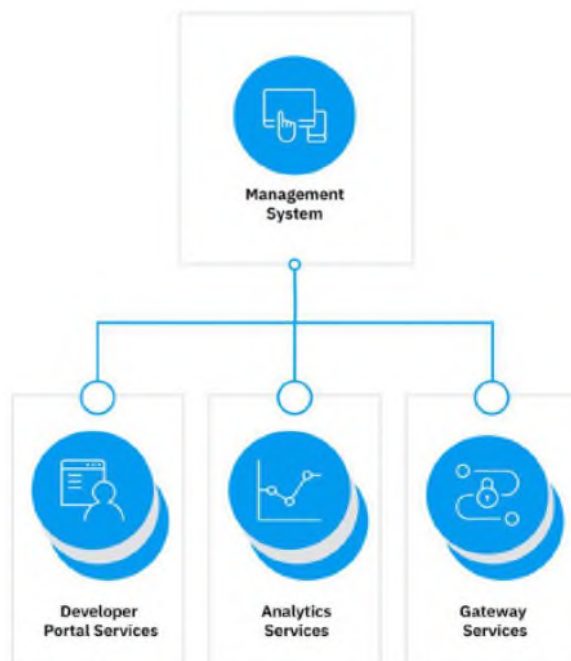 Management
System
Developer
Portal Services
Analytics
Services
Gateway
Services